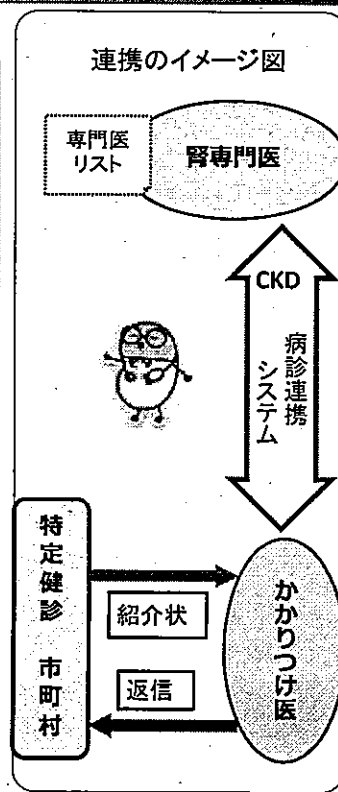 連携のイメージ図
専門医
リスト
腎専門医
CKD
病診連携
システム
特定健診 市町村
紹介状
返信
かかりつけ医